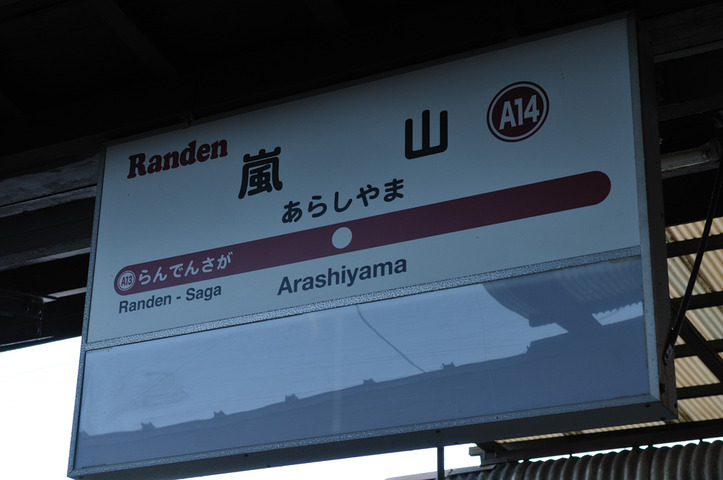 Randen
嵐山
A14
あらしやま
A13 らんでんさが
Randen - Saga
Arashiyama